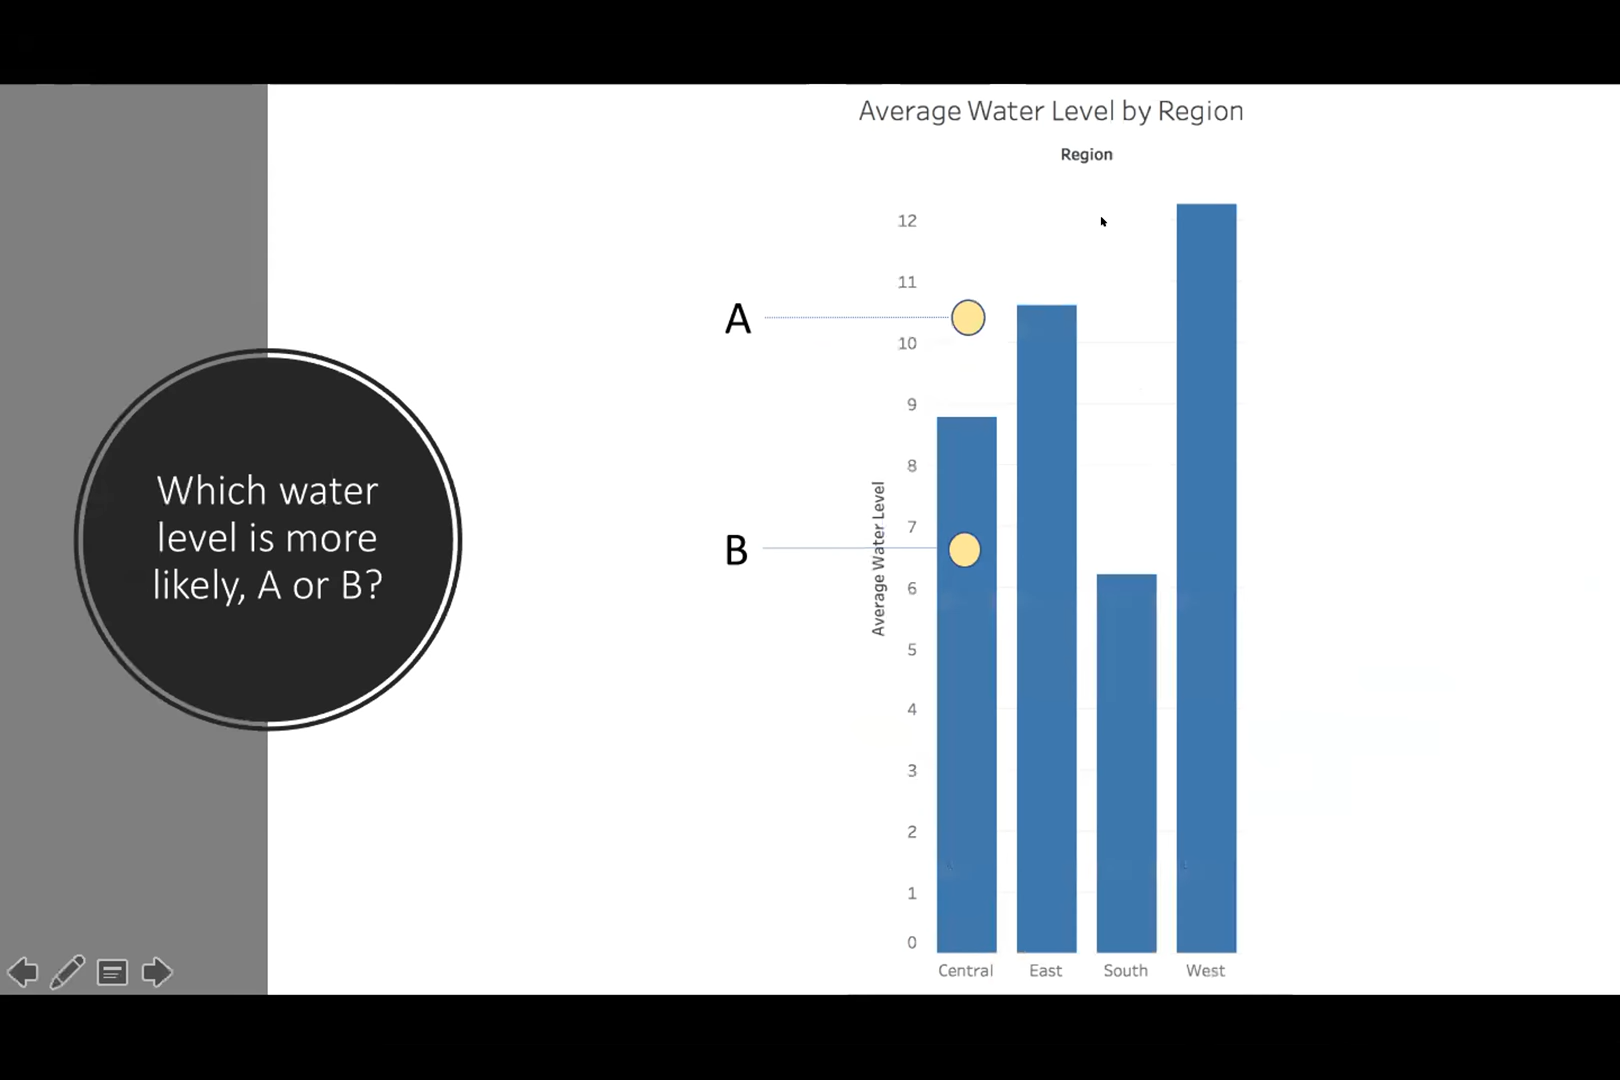 Average Water Level by Region
Region
12
11
10
9
8
7
6
5
4
3
2
1
0
Average Water Level
Central East South West
A
B
Which water
level is more
likely, A or B?